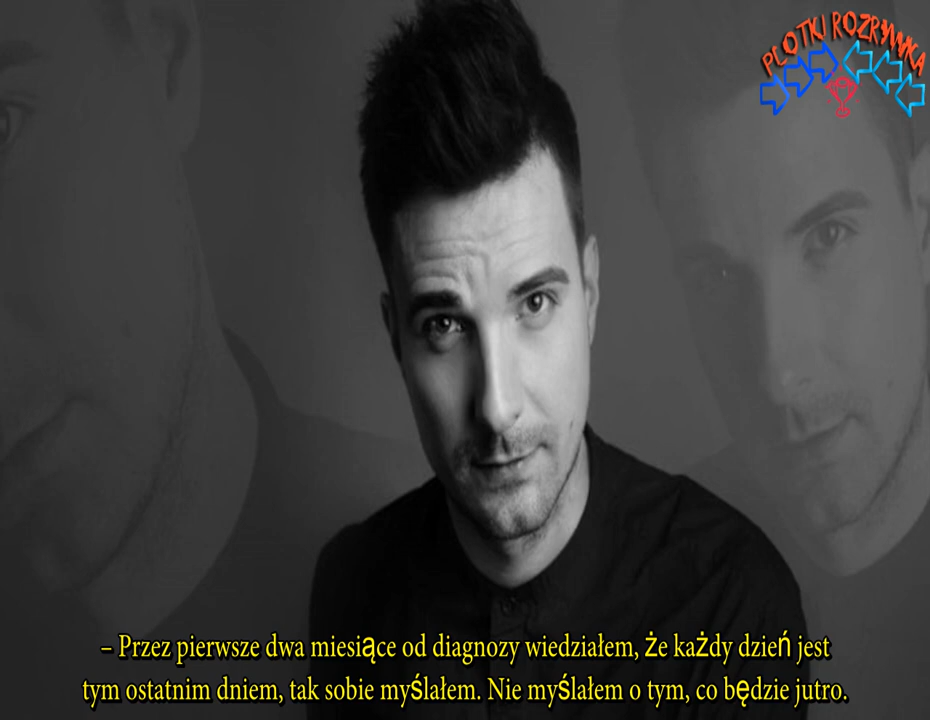 PLOTKI ROZRYWKA
– Przez pierwsze dwa miesiące od diagnozy wiedziałem, że każdy dzień jest
tym ostatnim dniem, tak sobie myślałem. Nie myślałem o tym, co będzie jutro.